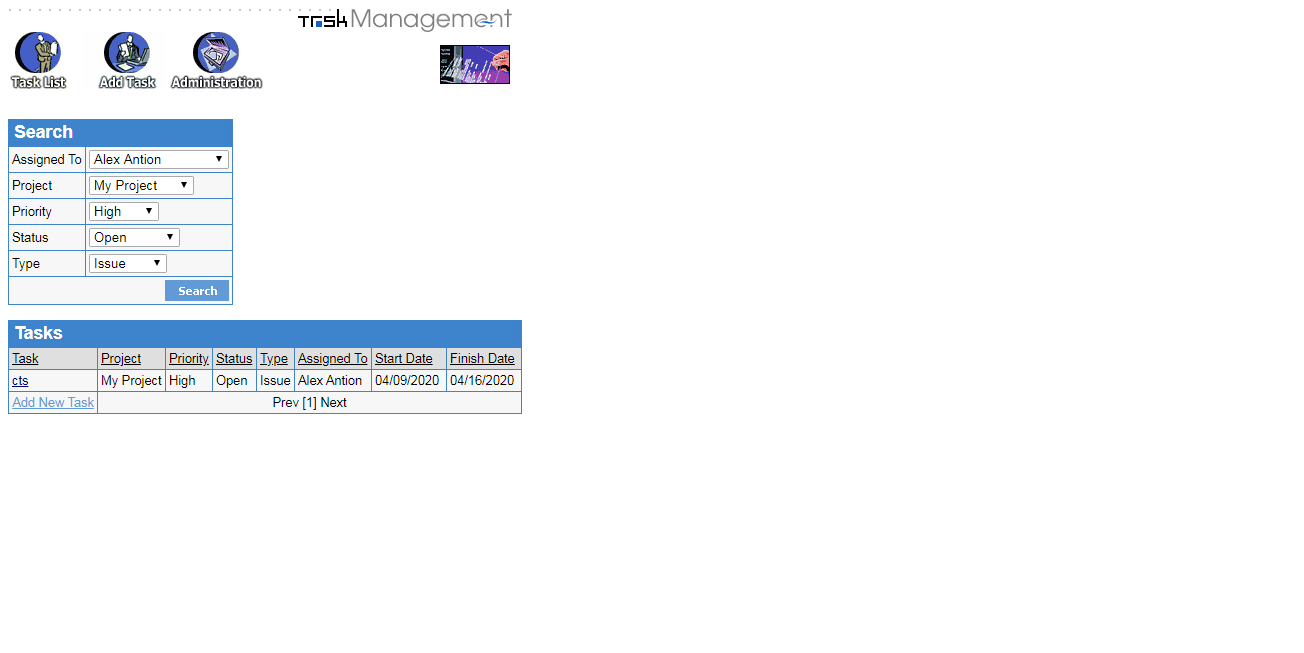 Task Management
Task List Add Task Administration
Search
Assigned To Alex Antion
Project My Project
Priority High
Status Open
Type Issue
Search
Tasks
Task Project Priority Status Type Assigned To Start Date Finish Date
cts My Project High Open Issue Alex Antion 04/09/2020 04/16/2020
Add New Task Prev [1] Next